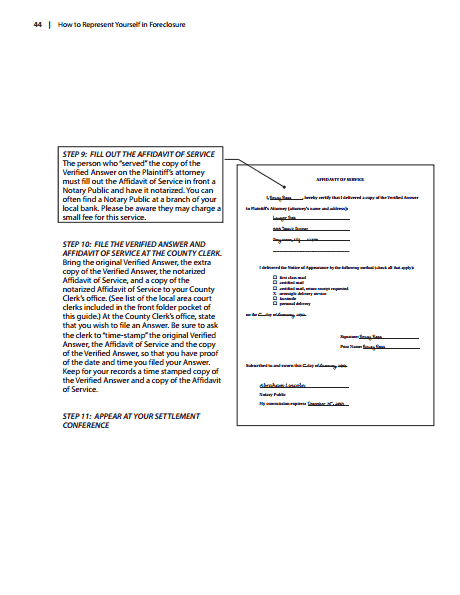 44 | How to Represent Yourself in Foreclosure
STEP 9: FILL OUT THE AFFIDAVIT OF SERVICE
The person who “served” the copy of the
Verified Answer on the Plaintiff’s attorney
must fill out the Affidavit of Service in front a
Notary Public and have it notarized. You can
often find a Notary Public at a branch of your
local bank. Please be aware they may charge a
small fee for this service.
STEP 10: FILE THE VERIFIED ANSWER AND
AFFIDAVIT OF SERVICE AT THE COUNTY CLERK.
Bring the original Verified Answer, the extra
copy of the Verified Answer, the notarized
Affidavit of Service, and a copy of the
notarized Affidavit of Service to your County
Clerk’s office. (See list of the local area court
clerks included in the front folder pocket of
this guide.) At the County Clerk’s office, state
that you wish to file an Answer. Be sure to ask
the clerk to “time-stamp” the original Verified
Answer, the Affidavit of Service and the copy
of the Verified Answer, so that you have proof
of the date and time you filed your Answer.
Keep for your records a time stamped copy of
the Verified Answer and a copy of the Affidavit
of Service.
STEP 11: APPEAR AT YOUR SETTLEMENT
CONFERENCE
AFFIDAVIT OF SERVICE
I, , hereby certify that I delivered a copy of the Verified Answer
to Plaintiff’s Attorney (attorney’s name and address):
I delivered the Notice of Appearance by the following method (check all that apply):
first class mail
certified mail
certified mail, return receipt requested
overnight delivery service
facsimile
personal delivery
on the day of
Signature:
Print Name:
Subscribed to and sworn this day of
Abraham Lincoln
Notary Public
My commission expires: